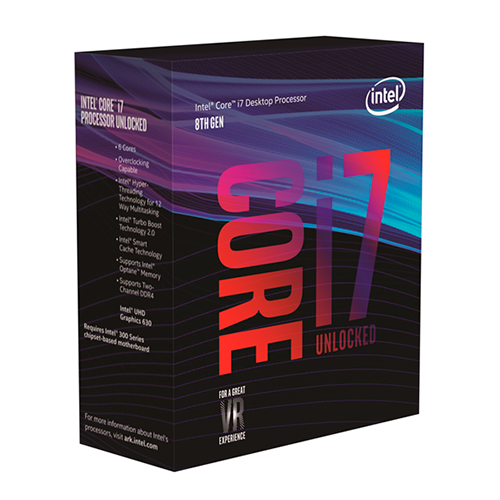 INTEL® CORE™ i7
PROCESSOR UNLOCKED
• 6 Cores
• Overclocking
Capable
• Intel® Hyper-
Threading
Technology for 12
Way Multitasking
• Intel® Turbo Boost
Technology 2.0
• Intel® Smart
Cache Technology
• Supports Intel®
Optane™ Memory
• Supports Two-
Channel DDR4
Intel® UHD
Graphics 630
Requires Intel® 300 Series
chipset-based motherboard
For more information about Intel's
processors, visit ark.intel.com
Intel® Core™ i7 Desktop Processor
8TH GEN
intel
CORE
i7
UNLOCKED
FOR A GREAT
VR
EXPERIENCE